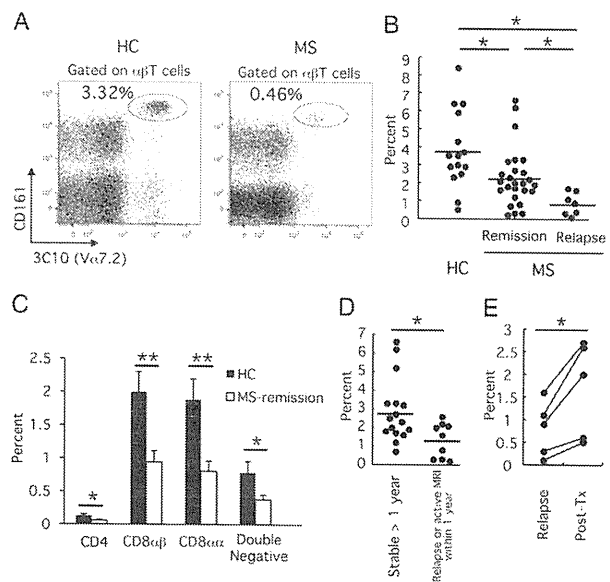 A
HC
MS
Gated on αβT cells
Gated on αβT cells
3.32%
0.46%
CD161
3C10 (Vα7.2)
B
*
*
*
Percent
9
8
7
6
5
4
3
2
1
0
Remission
Relapse
HC
MS
C
Percent
2.5
2
1.5
1
0.5
0
**
**
*
*
HC
MS-remission
CD4
CD8αβ
CD8αα
Double
Negative
D
*
Percent
7
6
5
4
3
2
1
0
Stable > 1 year
Relapse or active MRI
within 1 year
E
*
Percent
3
2.5
2
1.5
1
0.5
0
Relapse
Post-Tx